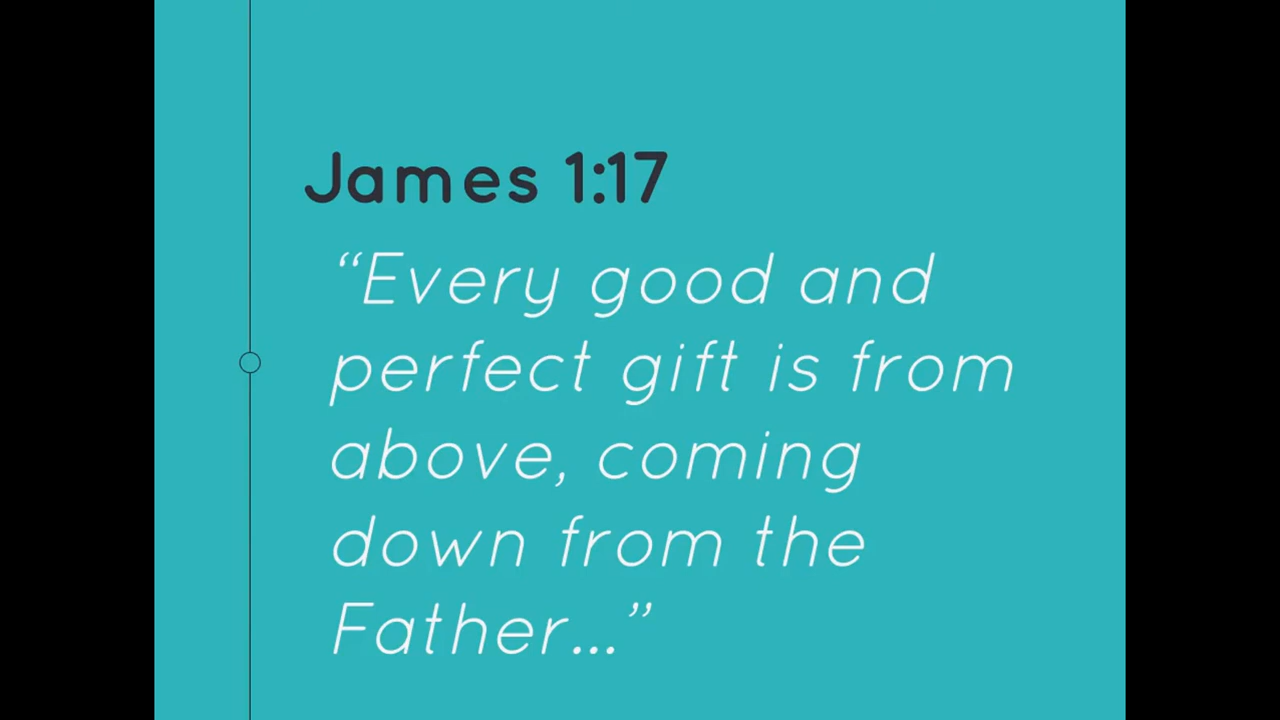 James 1:17
“Every good and
perfect gift is from
above, coming
down from the
Father...”